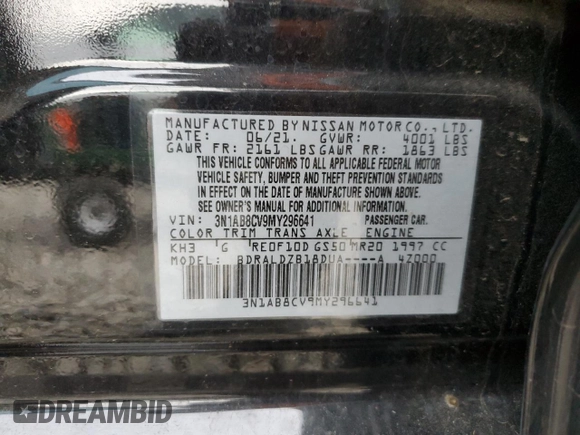 MANUFACTURED BY NISSAN MOTOR CO., LTD.
DATE: 06/21. GVWR: 4001 LBS
GAWR FR: 2161 LBS GAWR RR: 1863 LBS
THIS VEHICLE CONFORMS TO ALL APPLICABLE FEDERAL MOTOR
VEHICLE SAFETY, BUMPER AND THEFT PREVENTION STANDARDS
IN EFFECT ON THE DATE OF MANUFACTURE SHOWN ABOVE.
SEE OWNER'S MANUAL FOR ADDITIONAL INFORMATION.
VIN: 3N1AB8CV9MY296641 PASSENGER CAR.
COLOR TRIM TRANS AXLE ENGINE
KH3 G RE0F10D GS50 MR20 1997 CC
MODEL: BDRALDZB18DUA----A 4Z000
3N1AB8CV9MY296641
DREAMBID